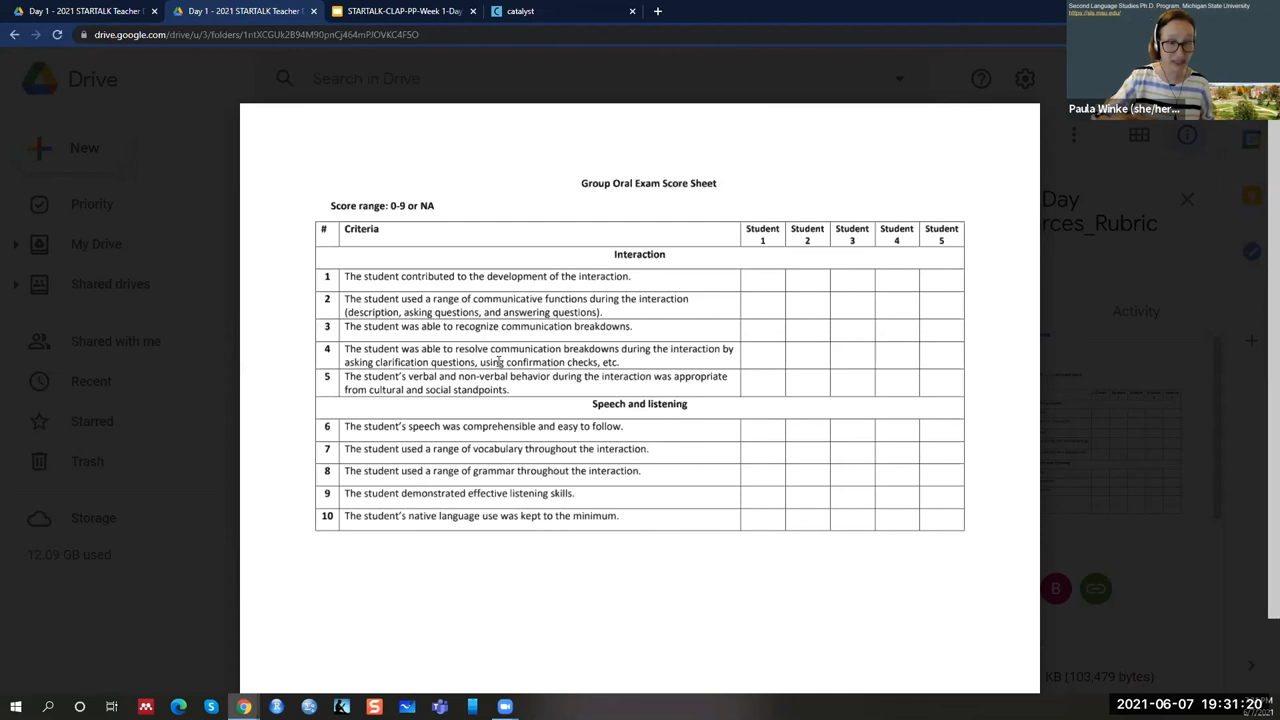 Day 1 - 2021 STARTALK Teacher
Day 1 - 2021 STARTALK Teacher
STARTALK-CLAP-PP-Week 1-Day
catalyst
drive.google.com/drive/u/3/folders/
Second Language Studies Ph.D. Program, Michigan State University
https://sls.msu.edu/
Paula Winke (she/her...
Drive
Search in Drive
New
Priority
My Drive
Shared drives
Shared with me
Recent
Starred
Trash
Storage
12.09 GB used
Group Oral Exam Score Sheet
Score range: 0-9 or NA
# Criteria Student 1 Student 2 Student 3 Student 4 Student 5
Interaction
1 The student contributed to the development of the interaction.
2 The student used a range of communicative functions during the interaction
(description, asking questions, and answering questions).
3 The student was able to recognize communication breakdowns.
4 The student was able to resolve communication breakdowns during the interaction by
asking clarification questions, using confirmation checks, etc.
5 The student's verbal and non-verbal behavior during the interaction was appropriate
from cultural and social standpoints.
Speech and listening
6 The student's speech was comprehensible and easy to follow.
7 The student used a range of vocabulary throughout the interaction.
8 The student used a range of grammar throughout the interaction.
9 The student demonstrated effective listening skills.
10 The student's native language use was kept to the minimum.
Day
rces_Rubric
Activity
B
KB (103,479 bytes)
2021-06-07 19:31:20